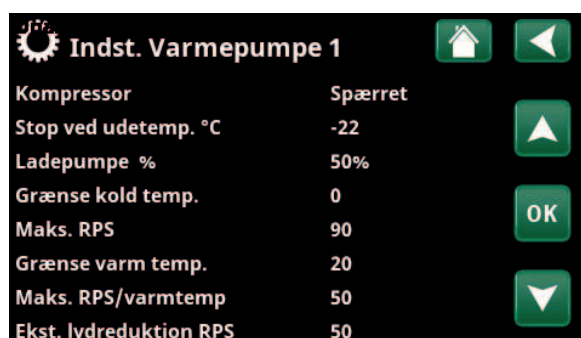 Indst. Varmepumpe 1
Kompressor Spærret
Stop ved udetemp. °C -22
Ladepumpe % 50%
Grænse kold temp. 0
Maks. RPS 90
Grænse varm temp. 20
Maks. RPS/varmtemp 50
Ekst. lydreduktion RPS 50
OK